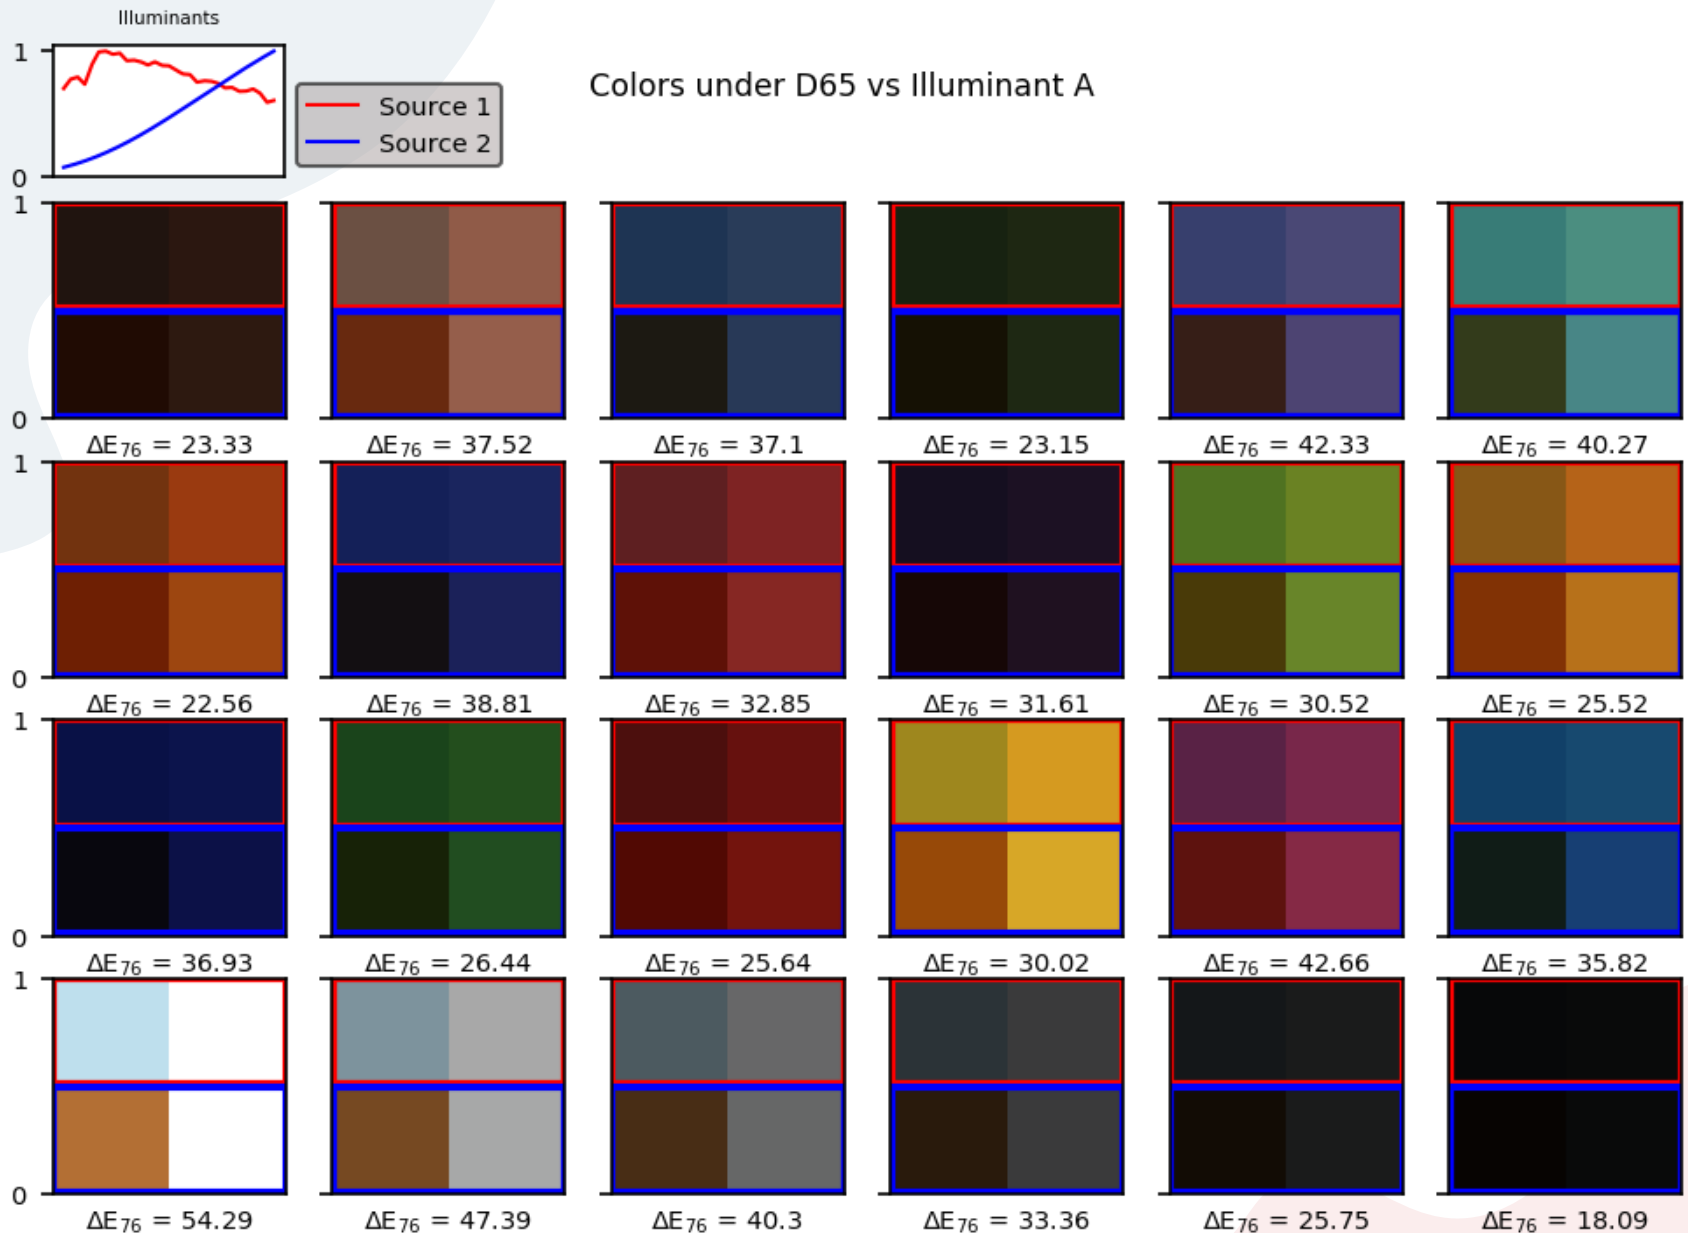 Illuminants
1
0
Source 1
Source 2
Colors under D65 vs Illuminant A
1
0
ΔE76 = 23.33
ΔE76 = 37.52
ΔE76 = 37.1
ΔE76 = 23.15
ΔE76 = 42.33
ΔE76 = 40.27
1
0
ΔE76 = 22.56
ΔE76 = 38.81
ΔE76 = 32.85
ΔE76 = 31.61
ΔE76 = 30.52
ΔE76 = 25.52
1
0
ΔE76 = 36.93
ΔE76 = 26.44
ΔE76 = 25.64
ΔE76 = 30.02
ΔE76 = 42.66
ΔE76 = 35.82
1
0
ΔE76 = 54.29
ΔE76 = 47.39
ΔE76 = 40.3
ΔE76 = 33.36
ΔE76 = 25.75
ΔE76 = 18.09